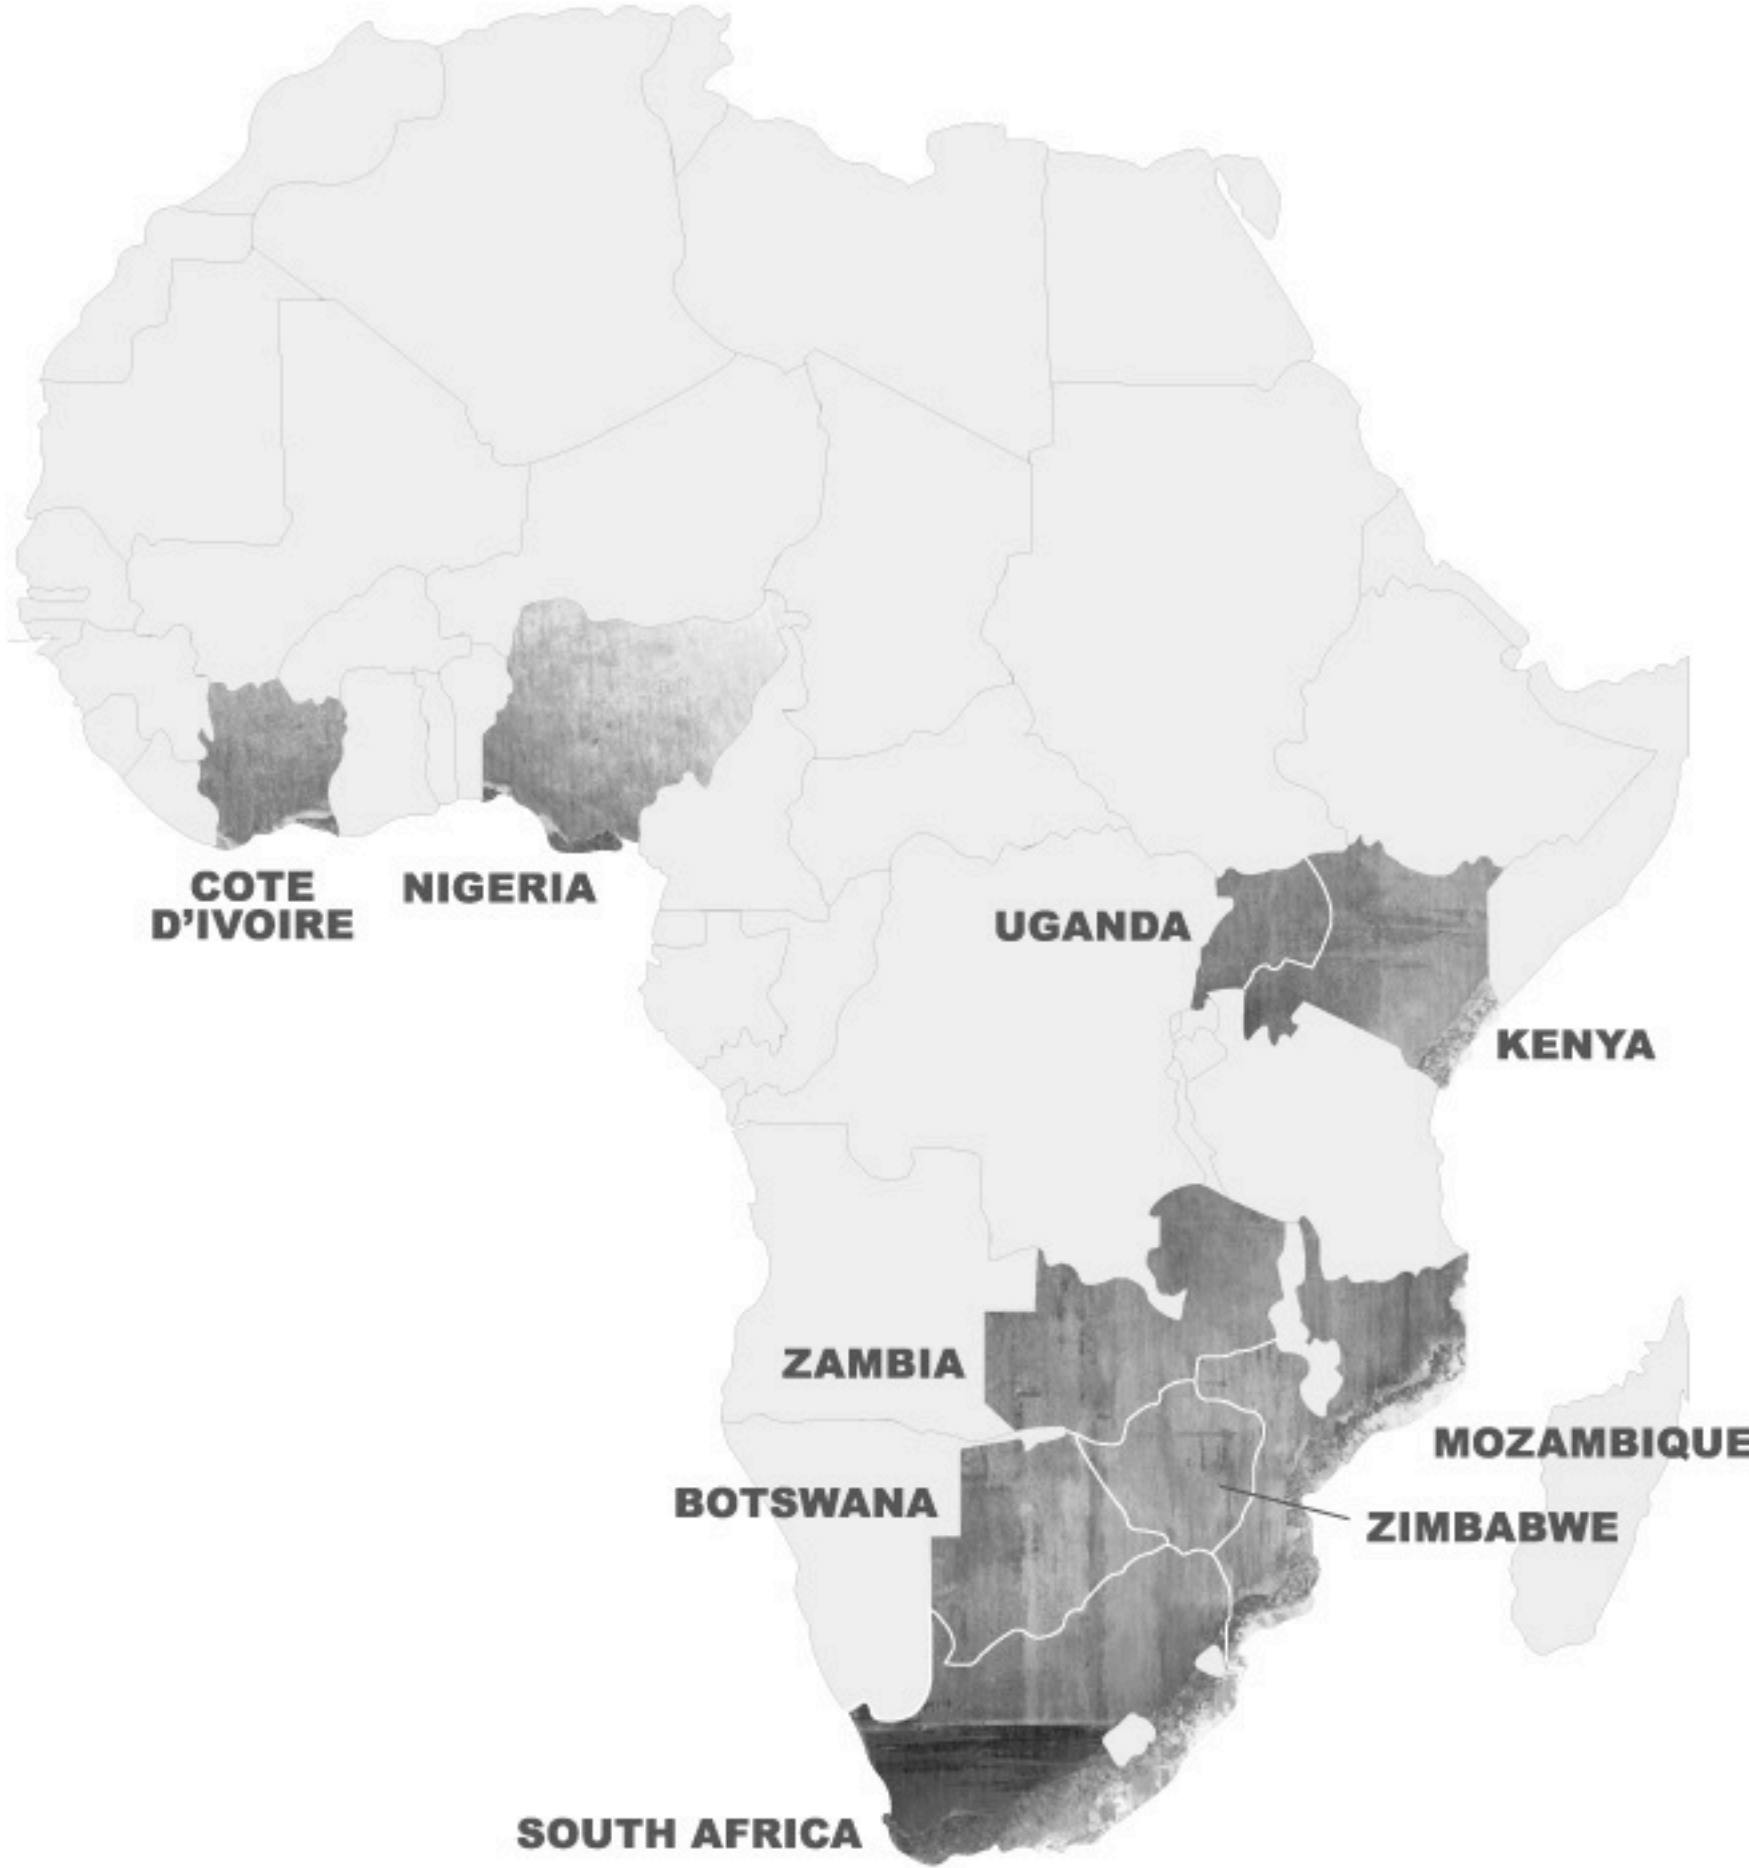 COTE
D’IVOIRE
NIGERIA
UGANDA
KENYA
ZAMBIA
MOZAMBIQUE
BOTSWANA
ZIMBABWE
SOUTH AFRICA